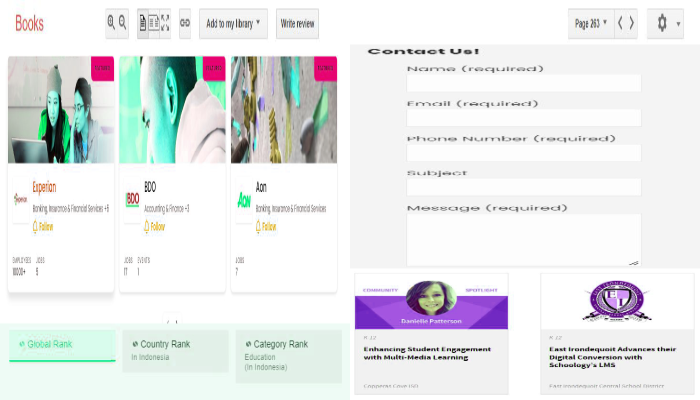 Books
Add to my library
Write review
Page 263
Experian
Banking, Insurance & Financial Services +6
Follow
EMPLOYEES JOBS
10000+
BDO
BDO
Accounting & Finance +3
Follow
JOBS EVENTS
17 1
Aon
Aon
Banking, Insurance & Financial Services
Follow
JOBS
7
Global Rank
Country Rank
In Indonesia
Category Rank
Education
(In Indonesia)
Contact Us!
Name (required)
Email (required)
Phone Number (required)
Subject
Message (required)
COMMUNITY SPOTLIGHT
Danielle Patterson
K-12
Enhancing Student Engagement
with Multi-Media Learning
Copperas Cove ISD
K-12
East Irondequoit Advances their
Digital Conversion with
Schoology's LMS
East Irondequoit Central School District